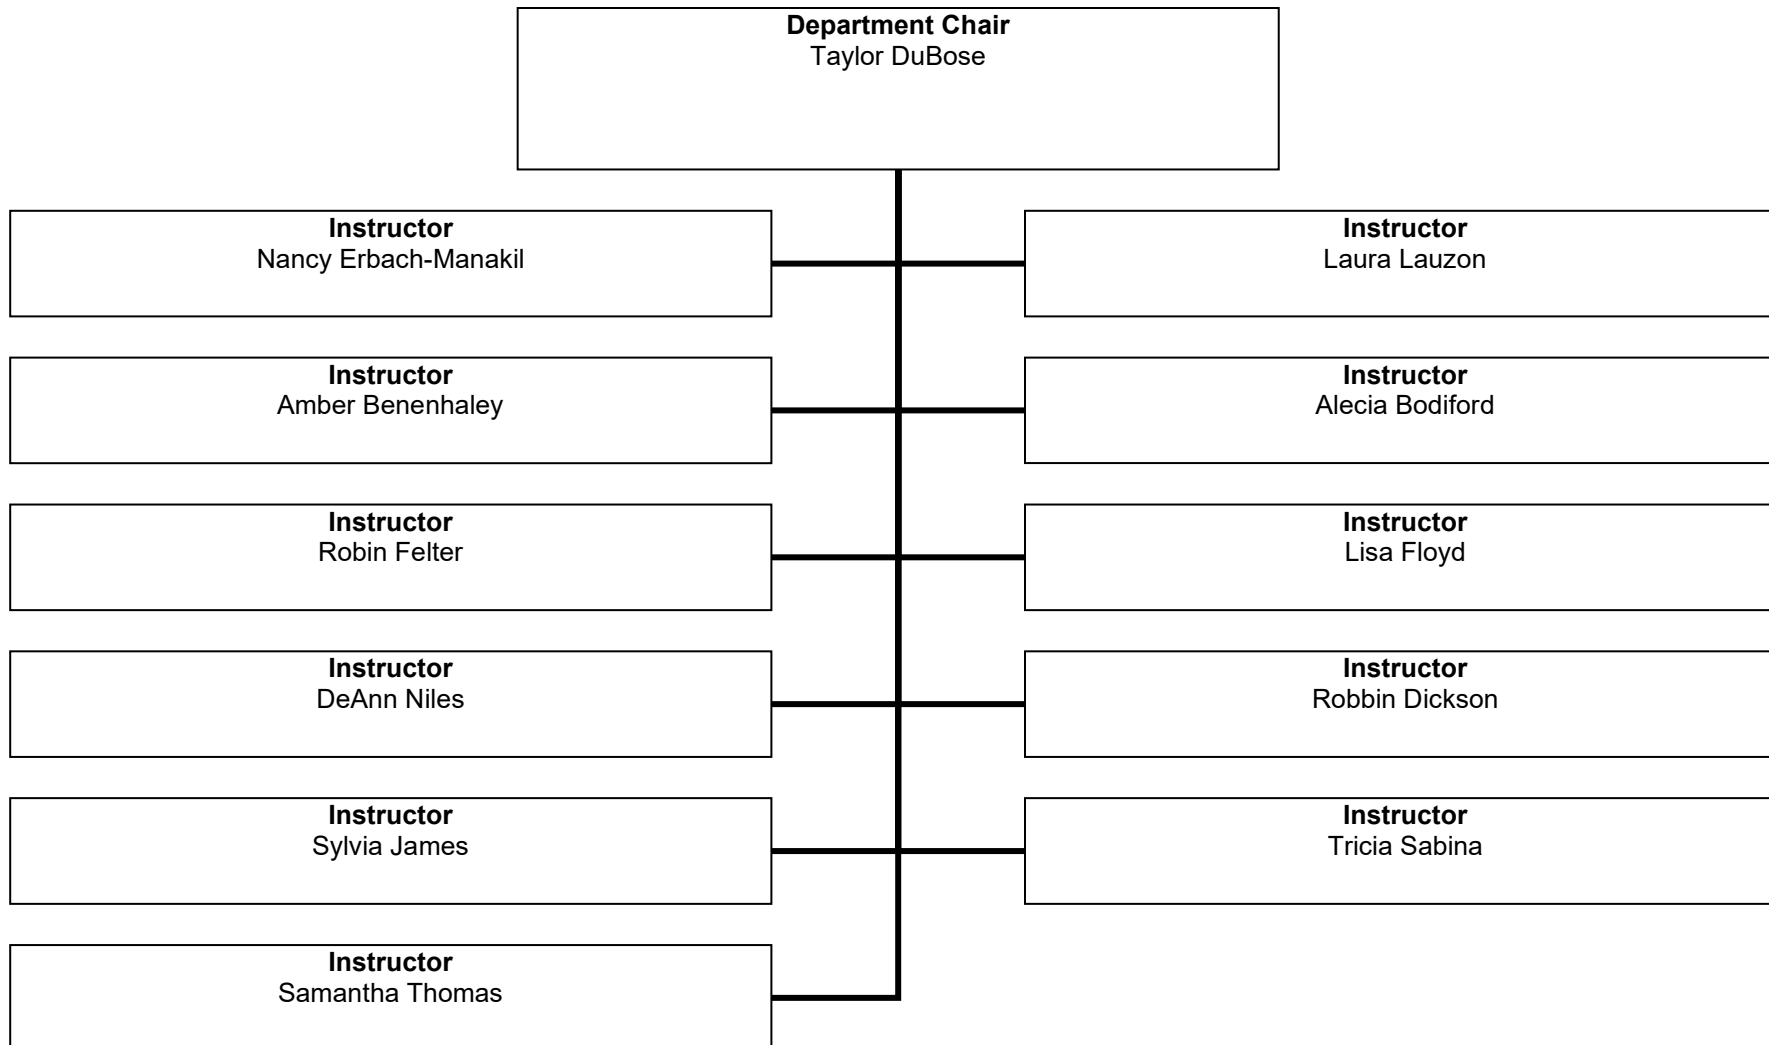 Department Chair
Taylor DuBose
Instructor
Nancy Erbach-Manakil
Instructor
Laura Lauzon
Instructor
Amber Benenhaley
Instructor
Alecia Bodiford
Instructor
Robin Felter
Instructor
Lisa Floyd
Instructor
DeAnn Niles
Instructor
Robbin Dickson
Instructor
Sylvia James
Instructor
Tricia Sabina
Instructor
Samantha Thomas